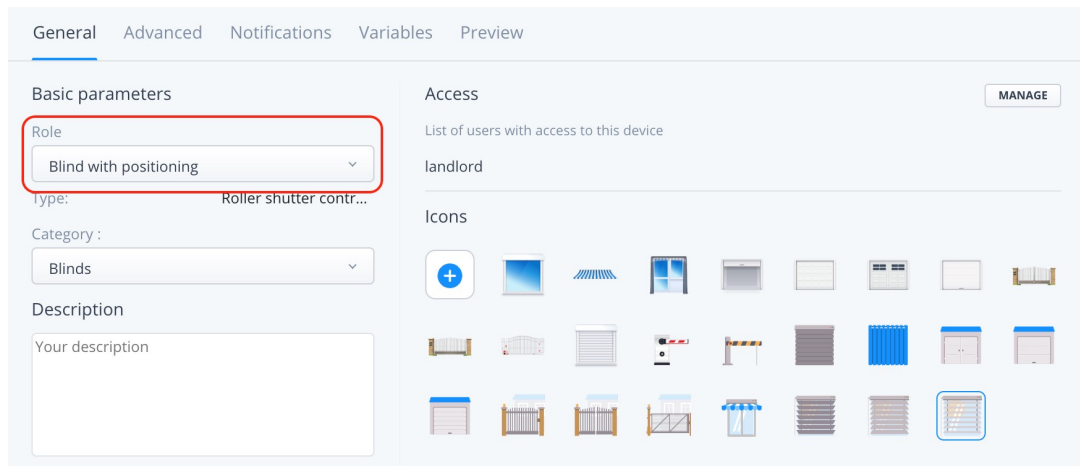 General Advanced Notifications Variables Preview
Basic parameters
Role
Blind with positioning
Type: Roller shutter contr...
Category :
Blinds
Description
Your description
Access
MANAGE
List of users with access to this device
landlord
Icons